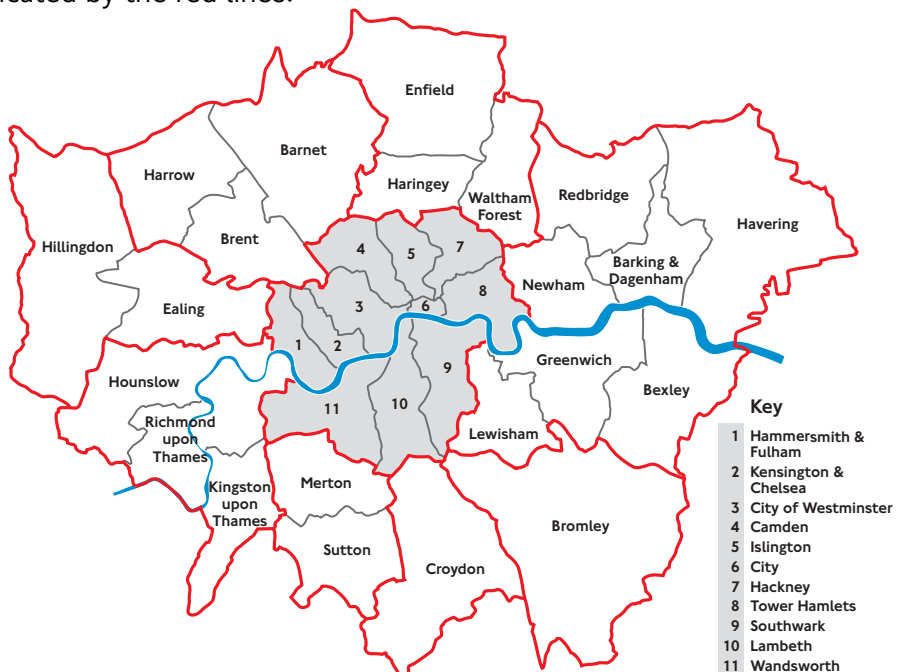 icated by the red lines.
Enfield
Barnet
Harrow
Haringey
Waltham
Forest
Redbridge
Havering
Hillingdon
Brent
4
5
7
Barking &
Dagenham
Newham
Ealing
3
6
8
1
2
Greenwich
Hounslow
9
Bexley
11
10
Richmond
upon
Thames
Lewisham
Merton
Kingston
upon
Thames
Bromley
Sutton
Croydon
Key
1 Hammersmith &
Fulham
2 Kensington &
Chelsea
3 City of Westminster
4 Camden
5 Islington
6 City
7 Hackney
8 Tower Hamlets
9 Southwark
10 Lambeth
11 Wandsworth